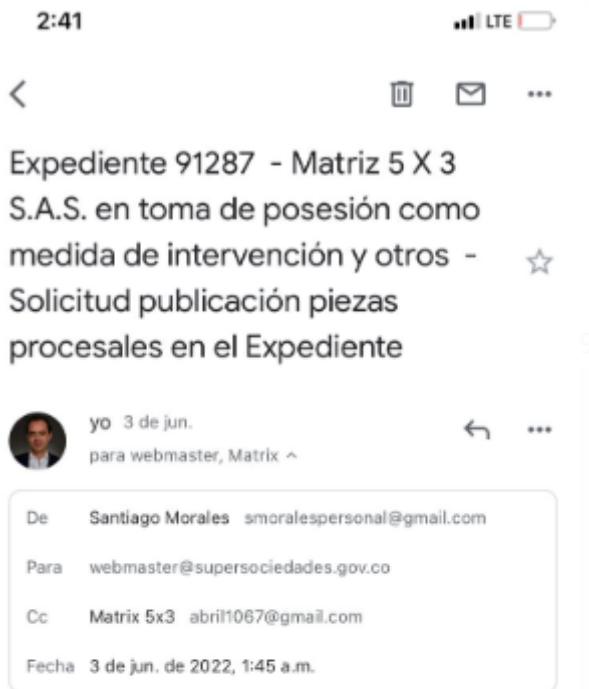 2:41 LTE
Expediente 91287 - Matriz 5 X 3
S.A.S. en toma de posesión como
medida de intervención y otros -
Solicitud publicación piezas
procesales en el Expediente
yo 3 de jun.
para webmaster, Matrix
De Santiago Morales smoralespersonal@gmail.com
Para webmaster@supersociedades.gov.co
Cc Matrix 5x3 abril1067@gmail.com
Fecha 3 de jun. de 2022, 1:45 a.m.